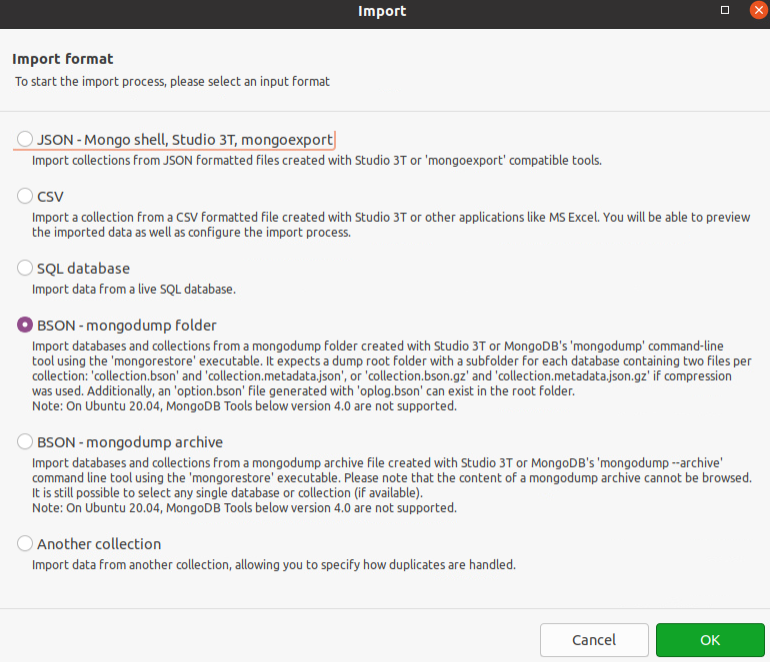 Import
Import format
To start the import process, please select an input format
JSON - Mongo shell, Studio 3T, mongoexport
Import collections from JSON formatted files created with Studio 3T or 'mongoexport' compatible tools.
CSV
Import a collection from a CSV formatted file created with Studio 3T or other applications like MS Excel. You will be able to preview
the imported data as well as configure the import process.
SQL database
Import data from a live SQL database.
BSON - mongodump folder
Import databases and collections from a mongodump folder created with Studio 3T or MongoDB's 'mongodump' command-line
tool using the 'mongorestore' executable. It expects a dump root folder with a subfolder for each database containing two files per
collection: 'collection.bson' and 'collection.metadata.json', or 'collection.bson.gz' and 'collection.metadata.json.gz' if compression
was used. Additionally, an 'option.bson' file generated with 'oplog.bson' can exist in the root folder.
Note: On Ubuntu 20.04, MongoDB Tools below version 4.0 are not supported.
BSON - mongodump archive
Import databases and collections from a mongodump archive file created with Studio 3T or MongoDB's 'mongodump --archive'
command line tool using the 'mongorestore' executable. Please note that the content of a mongodump archive cannot be browsed.
It is still possible to select any single database or collection (if available).
Note: On Ubuntu 20.04, MongoDB Tools below version 4.0 are not supported.
Another collection
Import data from another collection, allowing you to specify how duplicates are handled.
Cancel
OK